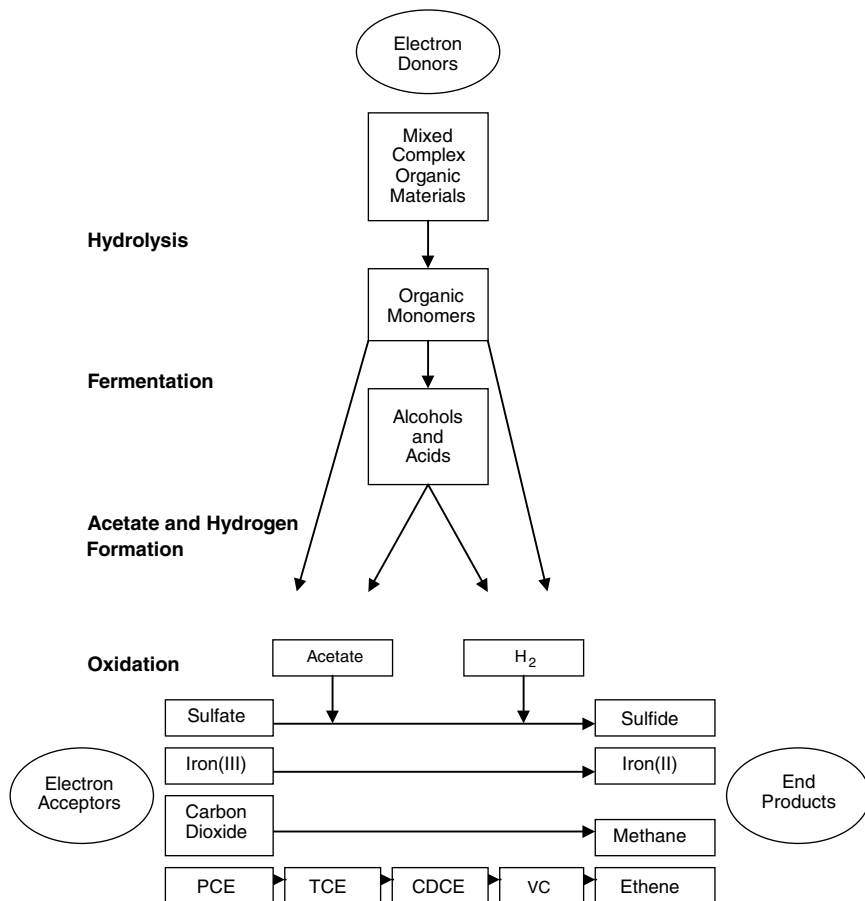 Electron
Donors
Mixed
Complex
Organic
Materials
Hydrolysis
Organic
Monomers
Fermentation
Alcohols
and
Acids
Acetate and Hydrogen
Formation
Oxidation
Acetate
H2
Sulfate
Sulfide
Electron
Acceptors
Iron(III)
Iron(II)
End
Products
Carbon
Dioxide
Methane
PCE
TCE
CDCE
VC
Ethene